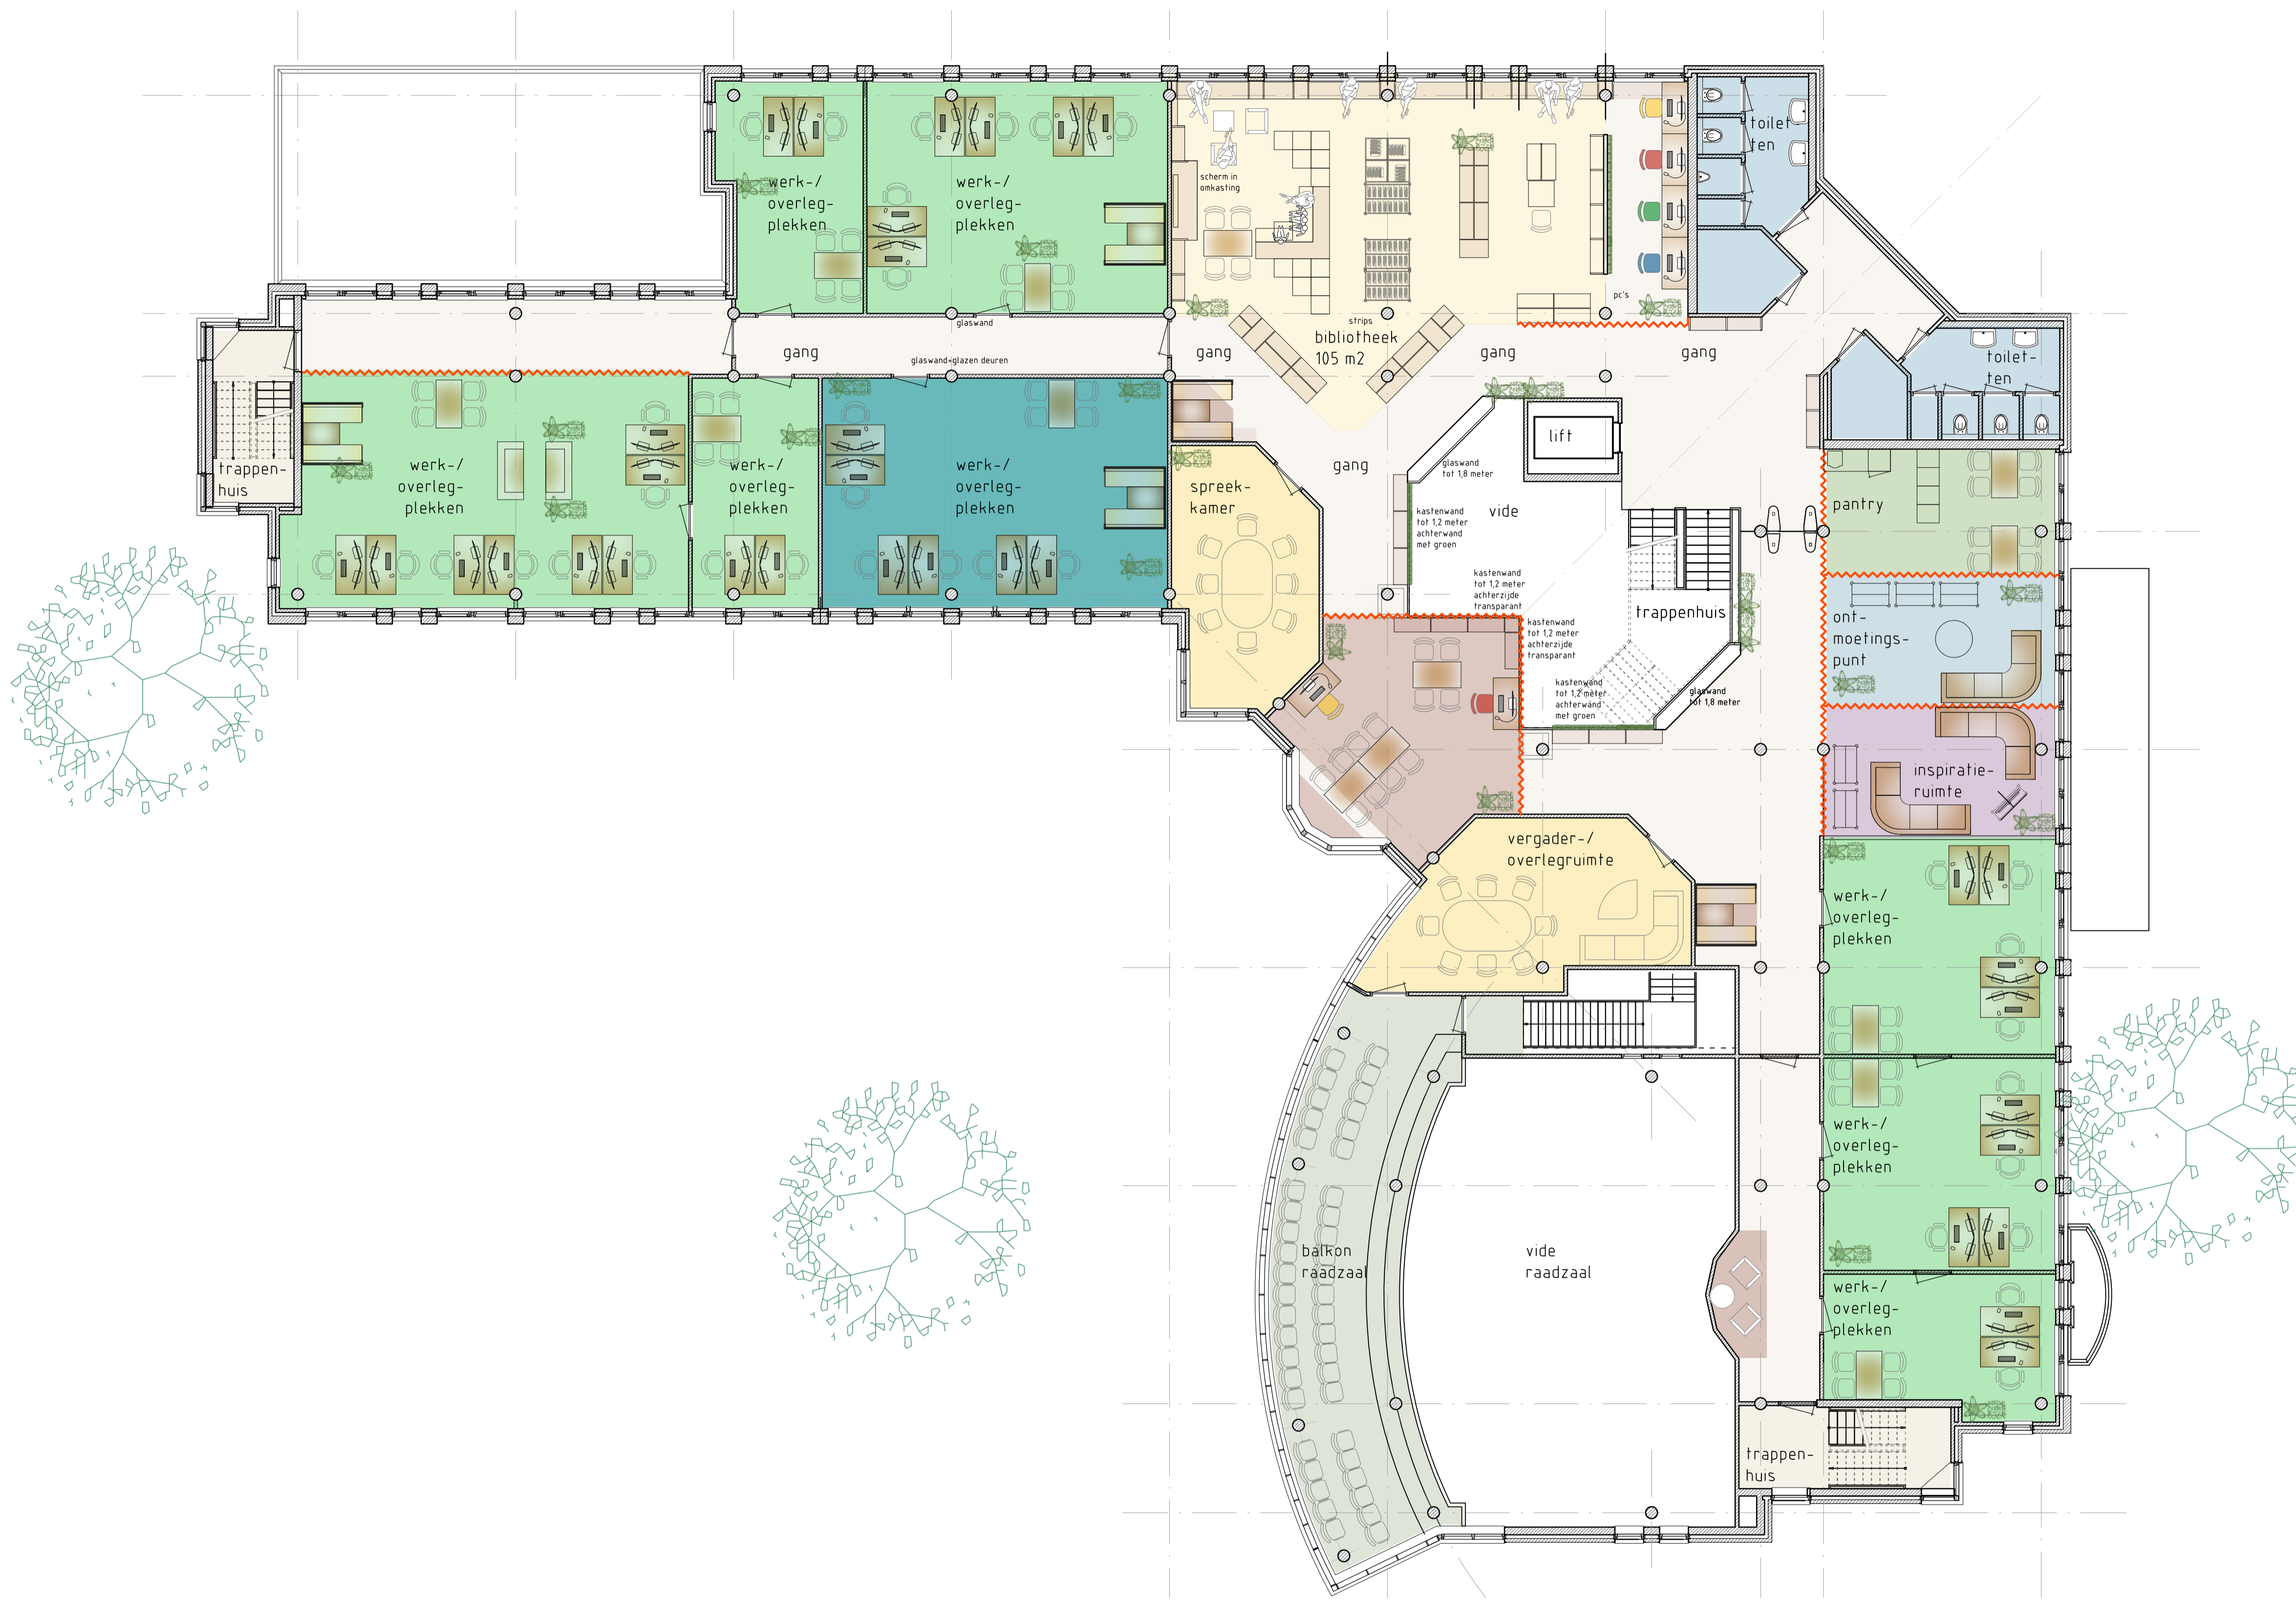 werk-/
overleg-
plekken
werk-/
overleg-
plekken
scherm in
omkasting
toilet-
ten
pc's
strips
bibliotheek
105 m2
glaswand
gang
glaswand+glazen deuren
gang
gang
gang
toilet-
ten
trappen-
huis
werk-/
overleg-
plekken
werk-/
overleg-
plekken
werk-/
overleg-
plekken
spreek-
kamer
gang
lift
glaswand
tot 1,8 meter
vide
kastenwand
tot 1,2 meter
achterwand
met groen
kastenwand
tot 1,2 meter
achterzijde
transparant
kastenwand
tot 1,2 meter
achterzijde
transparant
kastenwand
tot 1,2 meter
achterwand
met groen
trappenhuis
glaswand
tot 1,8 meter
pantry
ont-
moetings-
punt
inspiratie-
ruimte
vergader-/
overlegruimte
werk-/
overleg-
plekken
werk-/
overleg-
plekken
balkon
raadzaal
vide
raadzaal
werk-/
overleg-
plekken
trappen-
huis